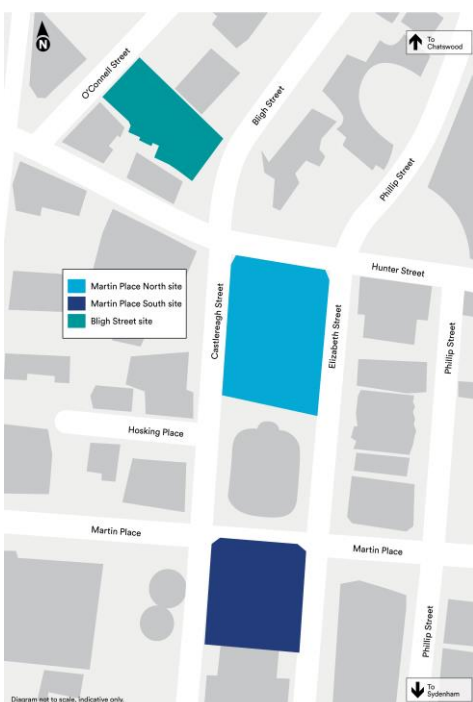 N
To
Chatswood
O'Connell Street
Bligh Street
Phillip Street
Hunter Street
Martin Place North site
Martin Place South site
Bligh Street site
Castlereagh Street
Elizabeth Street
Phillip Street
Hosking Place
Martin Place
Martin Place
Phillip Street
To
Sydenham
Diagram not to scale, indicative only.